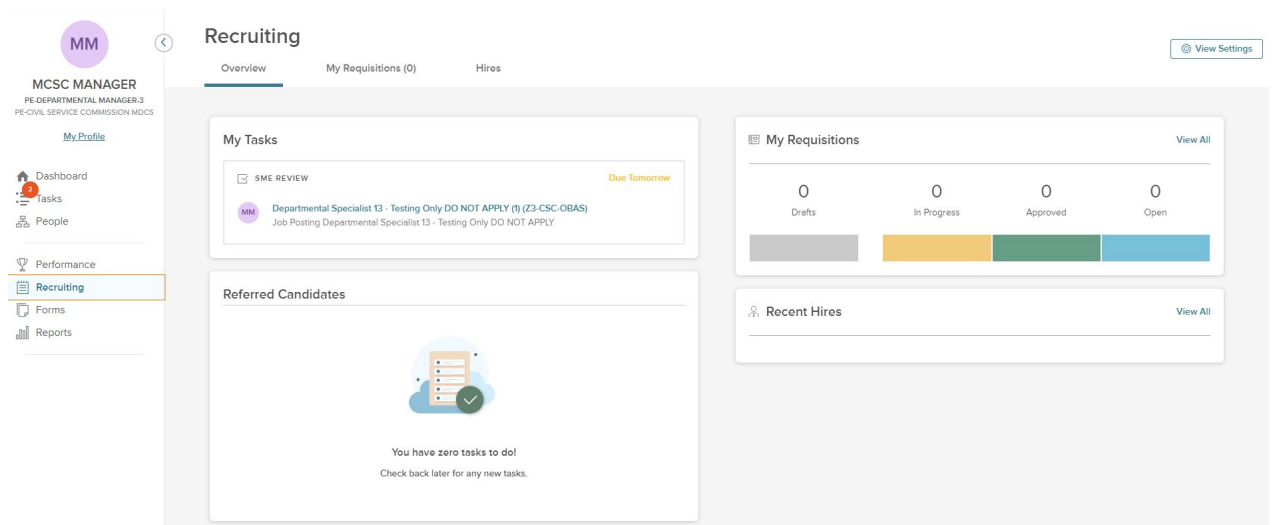 MM
MCSC MANAGER
PE-DEPARTMENTAL MANAGER-3
PE-CIVIL SERVICE COMMISSION MDCS
My Profile
Dashboard
2
Tasks
People
Performance
Recruiting
Forms
Reports
Recruiting
View Settings
Overview My Requisitions (0) Hires
My Tasks
SME REVIEW Due Tomorrow
MM
Departmental Specialist 13 - Testing Only DO NOT APPLY (1) (Z3-CSC-OBAS)
Job Posting Departmental Specialist 13 - Testing Only DO NOT APPLY
Referred Candidates
You have zero tasks to do!
Check back later for any new tasks.
My Requisitions View All
0 0 0 0
Drafts In Progress Approved Open
Recent Hires View All